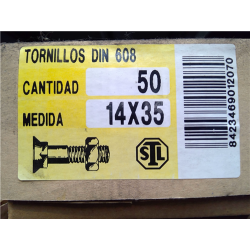 TORNILLOS DIN 608
CANTIDAD 50
MEDIDA 14X35
STL
8423469012070